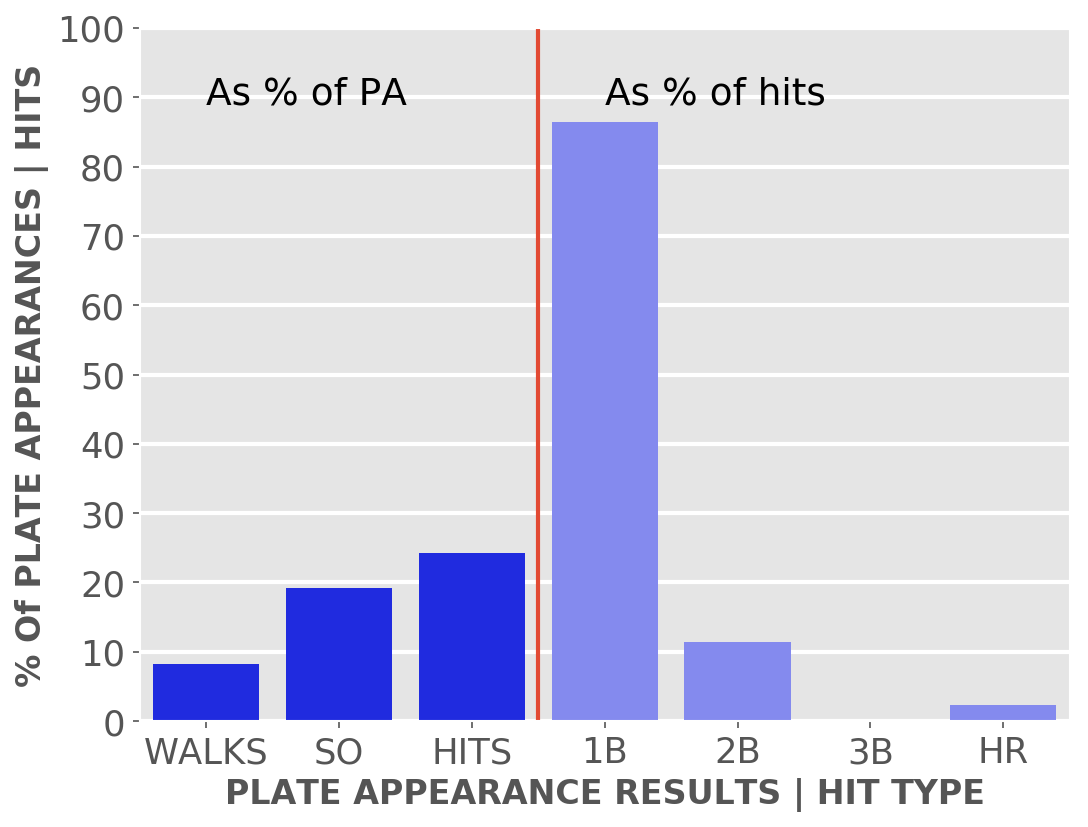 % Of PLATE APPEARANCES | HITS
100
90
80
70
60
50
40
30
20
10
0
As % of PA
As % of hits
WALKS SO HITS 1B 2B 3B HR
PLATE APPEARANCE RESULTS | HIT TYPE